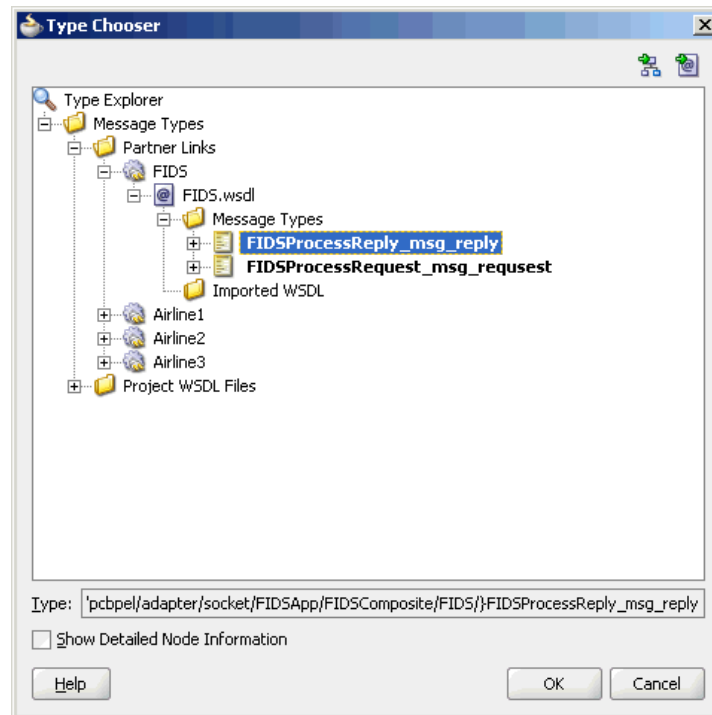 Type Chooser
Type Explorer
Message Types
Partner Links
FIDS
FIDS.wsdl
Message Types
FIDSProcessReply_msg_reply
FIDSProcessRequest_msg_requsest
Imported WSDL
Airline1
Airline2
Airline3
Project WSDL Files
Type: 'pcbpel/adapter/socket/FIDSApp/FIDSComposite/FIDS/}FIDSProcessReply_msg_reply
Show Detailed Node Information
Help OK Cancel